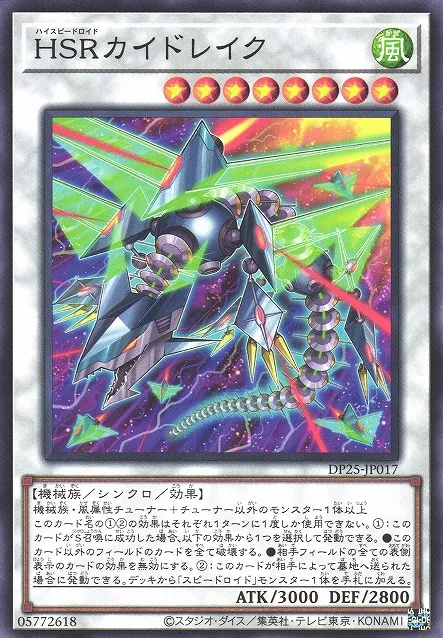 ハイスピードロイド
HSRカイドレイク
かぜ
風
DP25-JP017
【機械族／シンクロ／効果】
機械族・風属性チューナー＋チューナー以外のモンスター1体以上
このカード名の①②の効果はそれぞれ1ターンに1度しか使用できない。①：この
カードがS召喚に成功した場合、以下の効果から1つを選択して発動できる。●この
カード以外のフィールドのカードを全て破壊する。●相手フィールドの全ての表側
表示のカードの効果を無効にする。②：このカードが相手によって墓地へ送られた
場合に発動できる。デッキから「スピードロイド」モンスター1体を手札に加える。
ATK/3000 DEF/2800
05772618 ©スタジオ・ダイス／集英社・テレビ東京・KONAMI